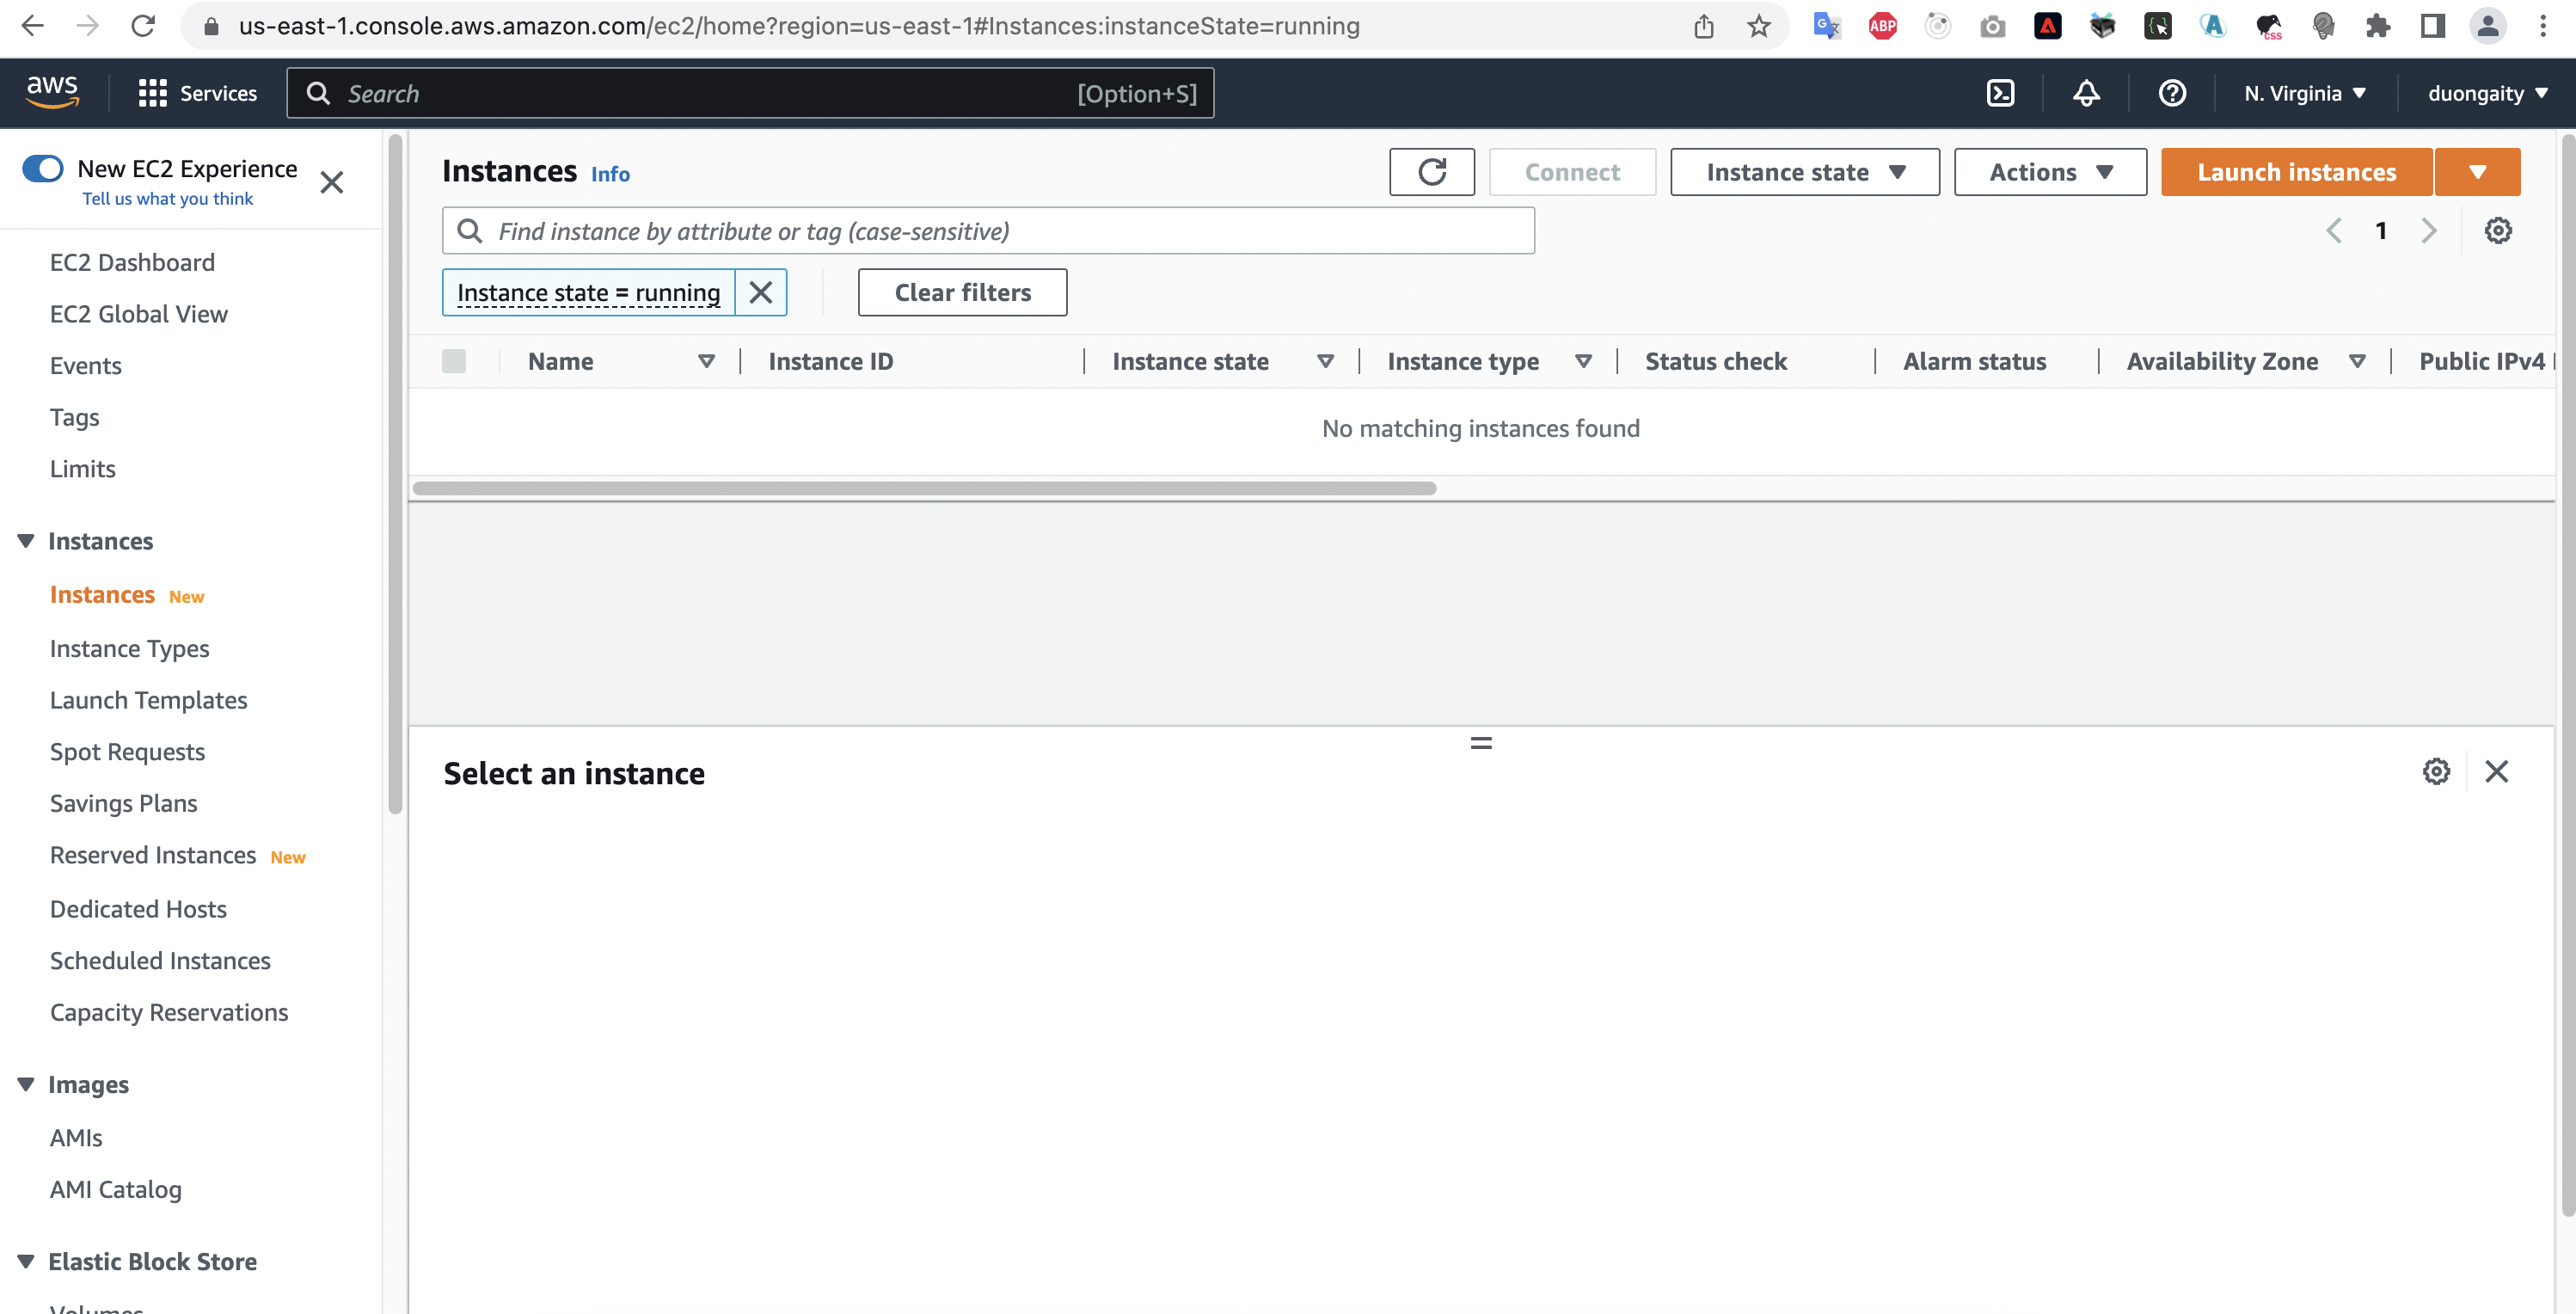 us-east-1.console.aws.amazon.com/ec2/home?region=us-east-1#Instances:instanceState=running
ABP
CSS
aws
Services
Search
[Option+S]
N. Virginia
duongaity
New EC2 Experience
Tell us what you think
EC2 Dashboard
EC2 Global View
Events
Tags
Limits
Instances
Instances New
Instance Types
Launch Templates
Spot Requests
Savings Plans
Reserved Instances New
Dedicated Hosts
Scheduled Instances
Capacity Reservations
Images
AMIs
AMI Catalog
Elastic Block Store
Volumes
Instances Info
Connect
Instance state
Actions
Launch instances
Find instance by attribute or tag (case-sensitive)
1
Instance state = running
Clear filters
Name
Instance ID
Instance state
Instance type
Status check
Alarm status
Availability Zone
Public IPv4
No matching instances found
Select an instance